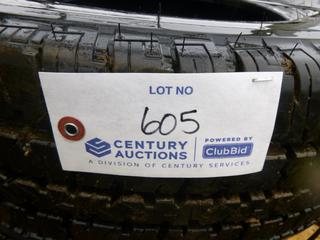 LOT NO
605
CENTURY AUCTIONS POWERED BY ClubBid
A DIVISION OF CENTURY SERVICES